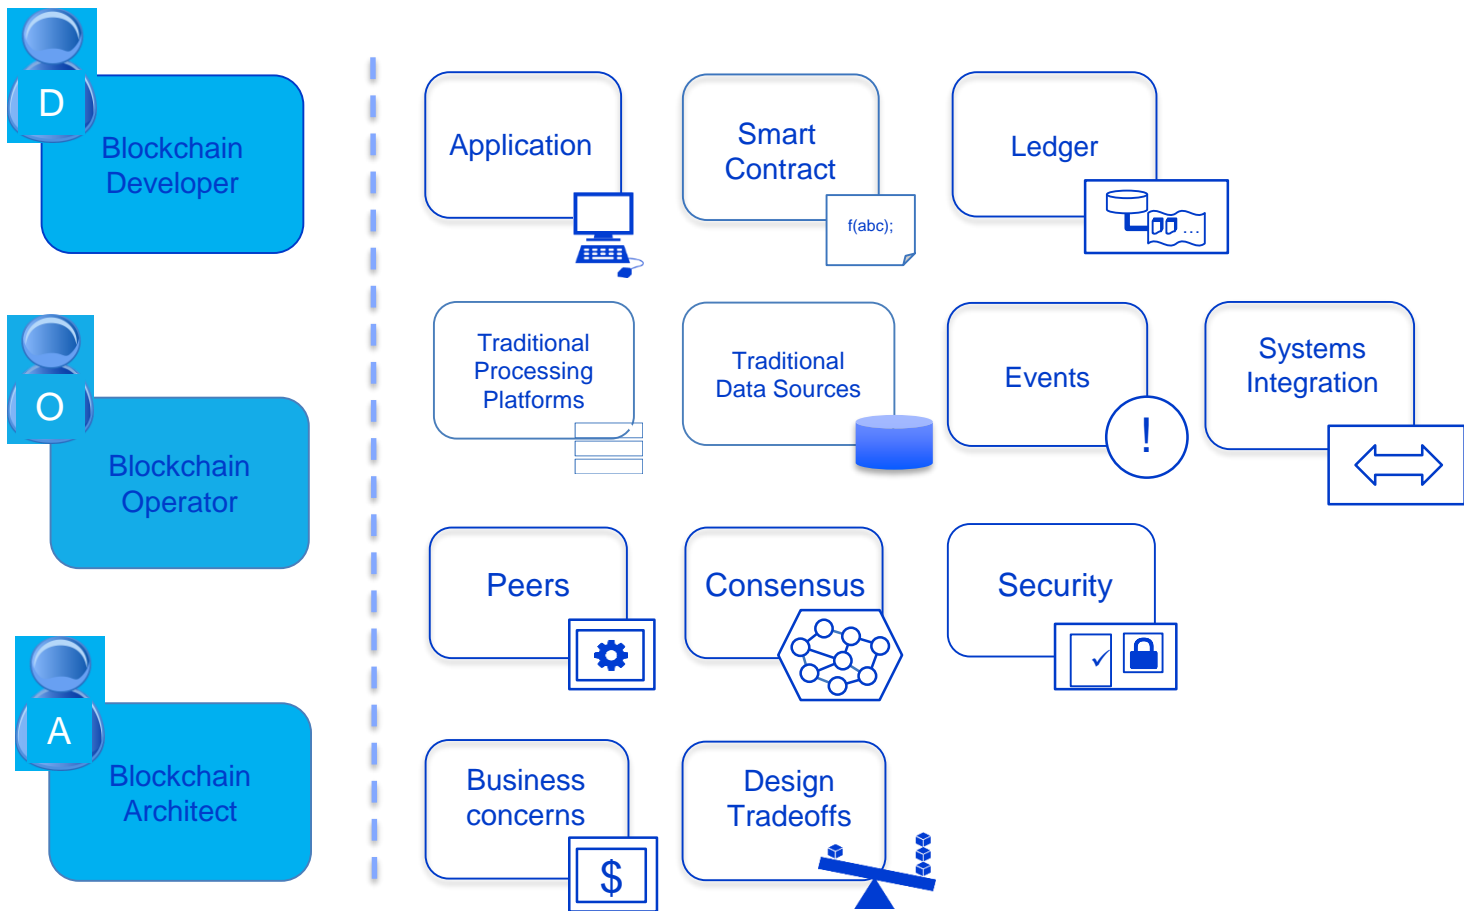 D
Blockchain
Developer
Application
Smart
Contract
f(abc);
Ledger
...
O
Blockchain
Operator
Traditional
Processing
Platforms
Traditional
Data Sources
Events
!
Systems
Integration
Peers
Consensus
Security
✓
A
Blockchain
Architect
Business
concerns
$
Design
Tradeoffs